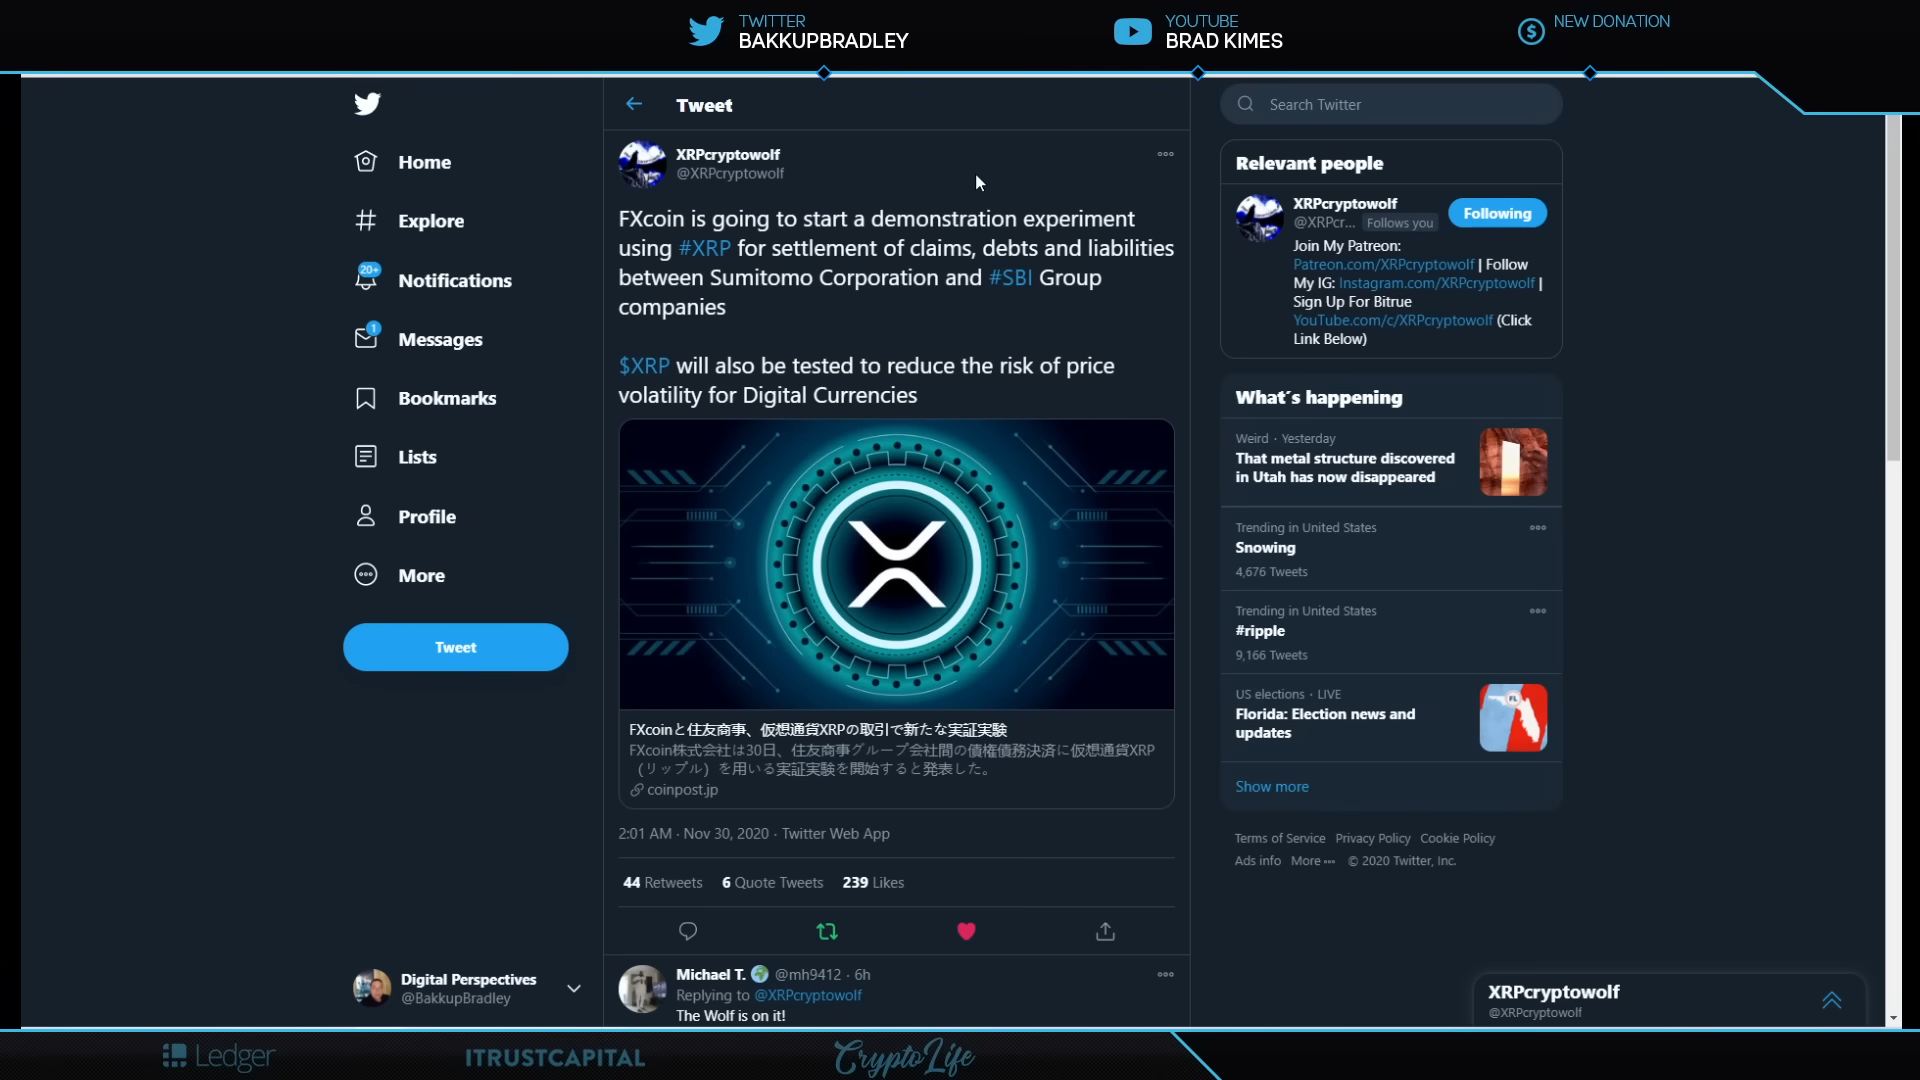 TWITTER
BAKKUPBRADLEY
YOUTUBE
BRAD KIMES
NEW DONATION
Home
Explore
20+
Notifications
1
Messages
Bookmarks
Lists
Profile
More
Tweet
Digital Perspectives
@BakkupBradley
Tweet
XRPcryptowolf
@XRPcryptowolf
FXcoin is going to start a demonstration experiment
using #XRP for settlement of claims, debts and liabilities
between Sumitomo Corporation and #SBI Group
companies
$XRP will also be tested to reduce the risk of price
volatility for Digital Currencies
FXcoinと住友商事、仮想通貨XRPの取引で新たな実証実験
FXcoin株式会社は30日、住友商事グループ会社間の債権債務決済に仮想通貨XRP
（リップル）を用いる実証実験を開始すると発表した。
coinpost.jp
2:01 AM · Nov 30, 2020 · Twitter Web App
44 Retweets 6 Quote Tweets 239 Likes
Michael T. @mh9412 · 6h
Replying to @XRPcryptowolf
The Wolf is on it!
Search Twitter
Relevant people
XRPcryptowolf
@XRPcr... Follows you
Following
Join My Patreon:
Patreon.com/XRPcryptowolf | Follow
My IG: Instagram.com/XRPcryptowolf |
Sign Up For Bitrue
YouTube.com/c/XRPcryptowolf (Click
Link Below)
What´s happening
Weird · Yesterday
That metal structure discovered
in Utah has now disappeared
Trending in United States
Snowing
4,676 Tweets
Trending in United States
#ripple
9,166 Tweets
US elections · LIVE
Florida: Election news and
updates
FL
Show more
Terms of Service Privacy Policy Cookie Policy
Ads info More © 2020 Twitter, Inc.
XRPcryptowolf
@XRPcryptowolf
Ledger
ITRUSTCAPITAL
CryptoLife